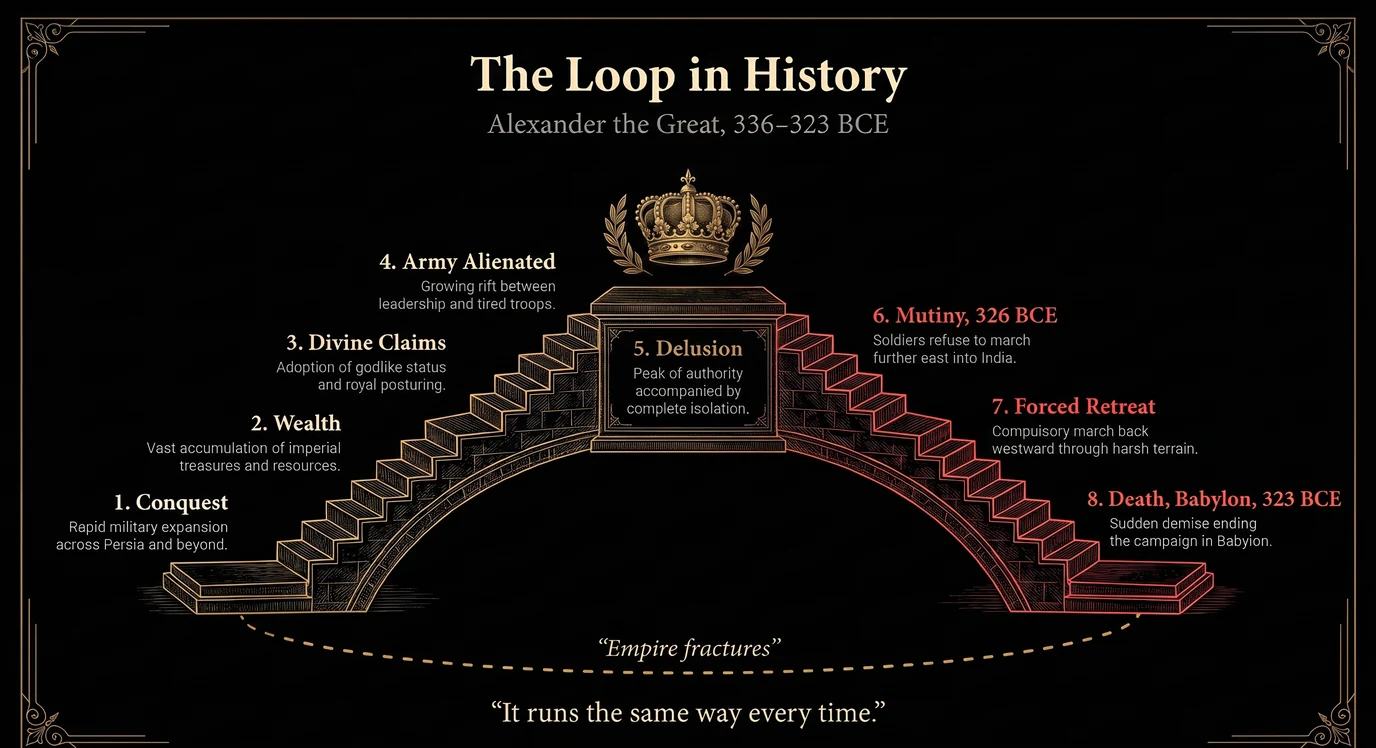 The Loop in History
Alexander the Great, 336–323 BCE
4. Army Alienated
Growing rift between
leadership and tired troops.
3. Divine Claims
Adoption of godlike status
and royal posturing.
2. Wealth
Vast accumulation of imperial
treasures and resources.
1. Conquest
Rapid military expansion
across Persia and beyond.
5. Delusion
Peak of authority
accompanied by
complete isolation.
6. Mutiny, 326 BCE
Soldiers refuse to march
further east into India.
7. Forced Retreat
Compuisory march back
westward through harsh terrain.
8. Death, Babylon, 323 BCE
Sudden demise ending
the campaign in Babyion.
“Empire fractures”
“It runs the same way every time.”